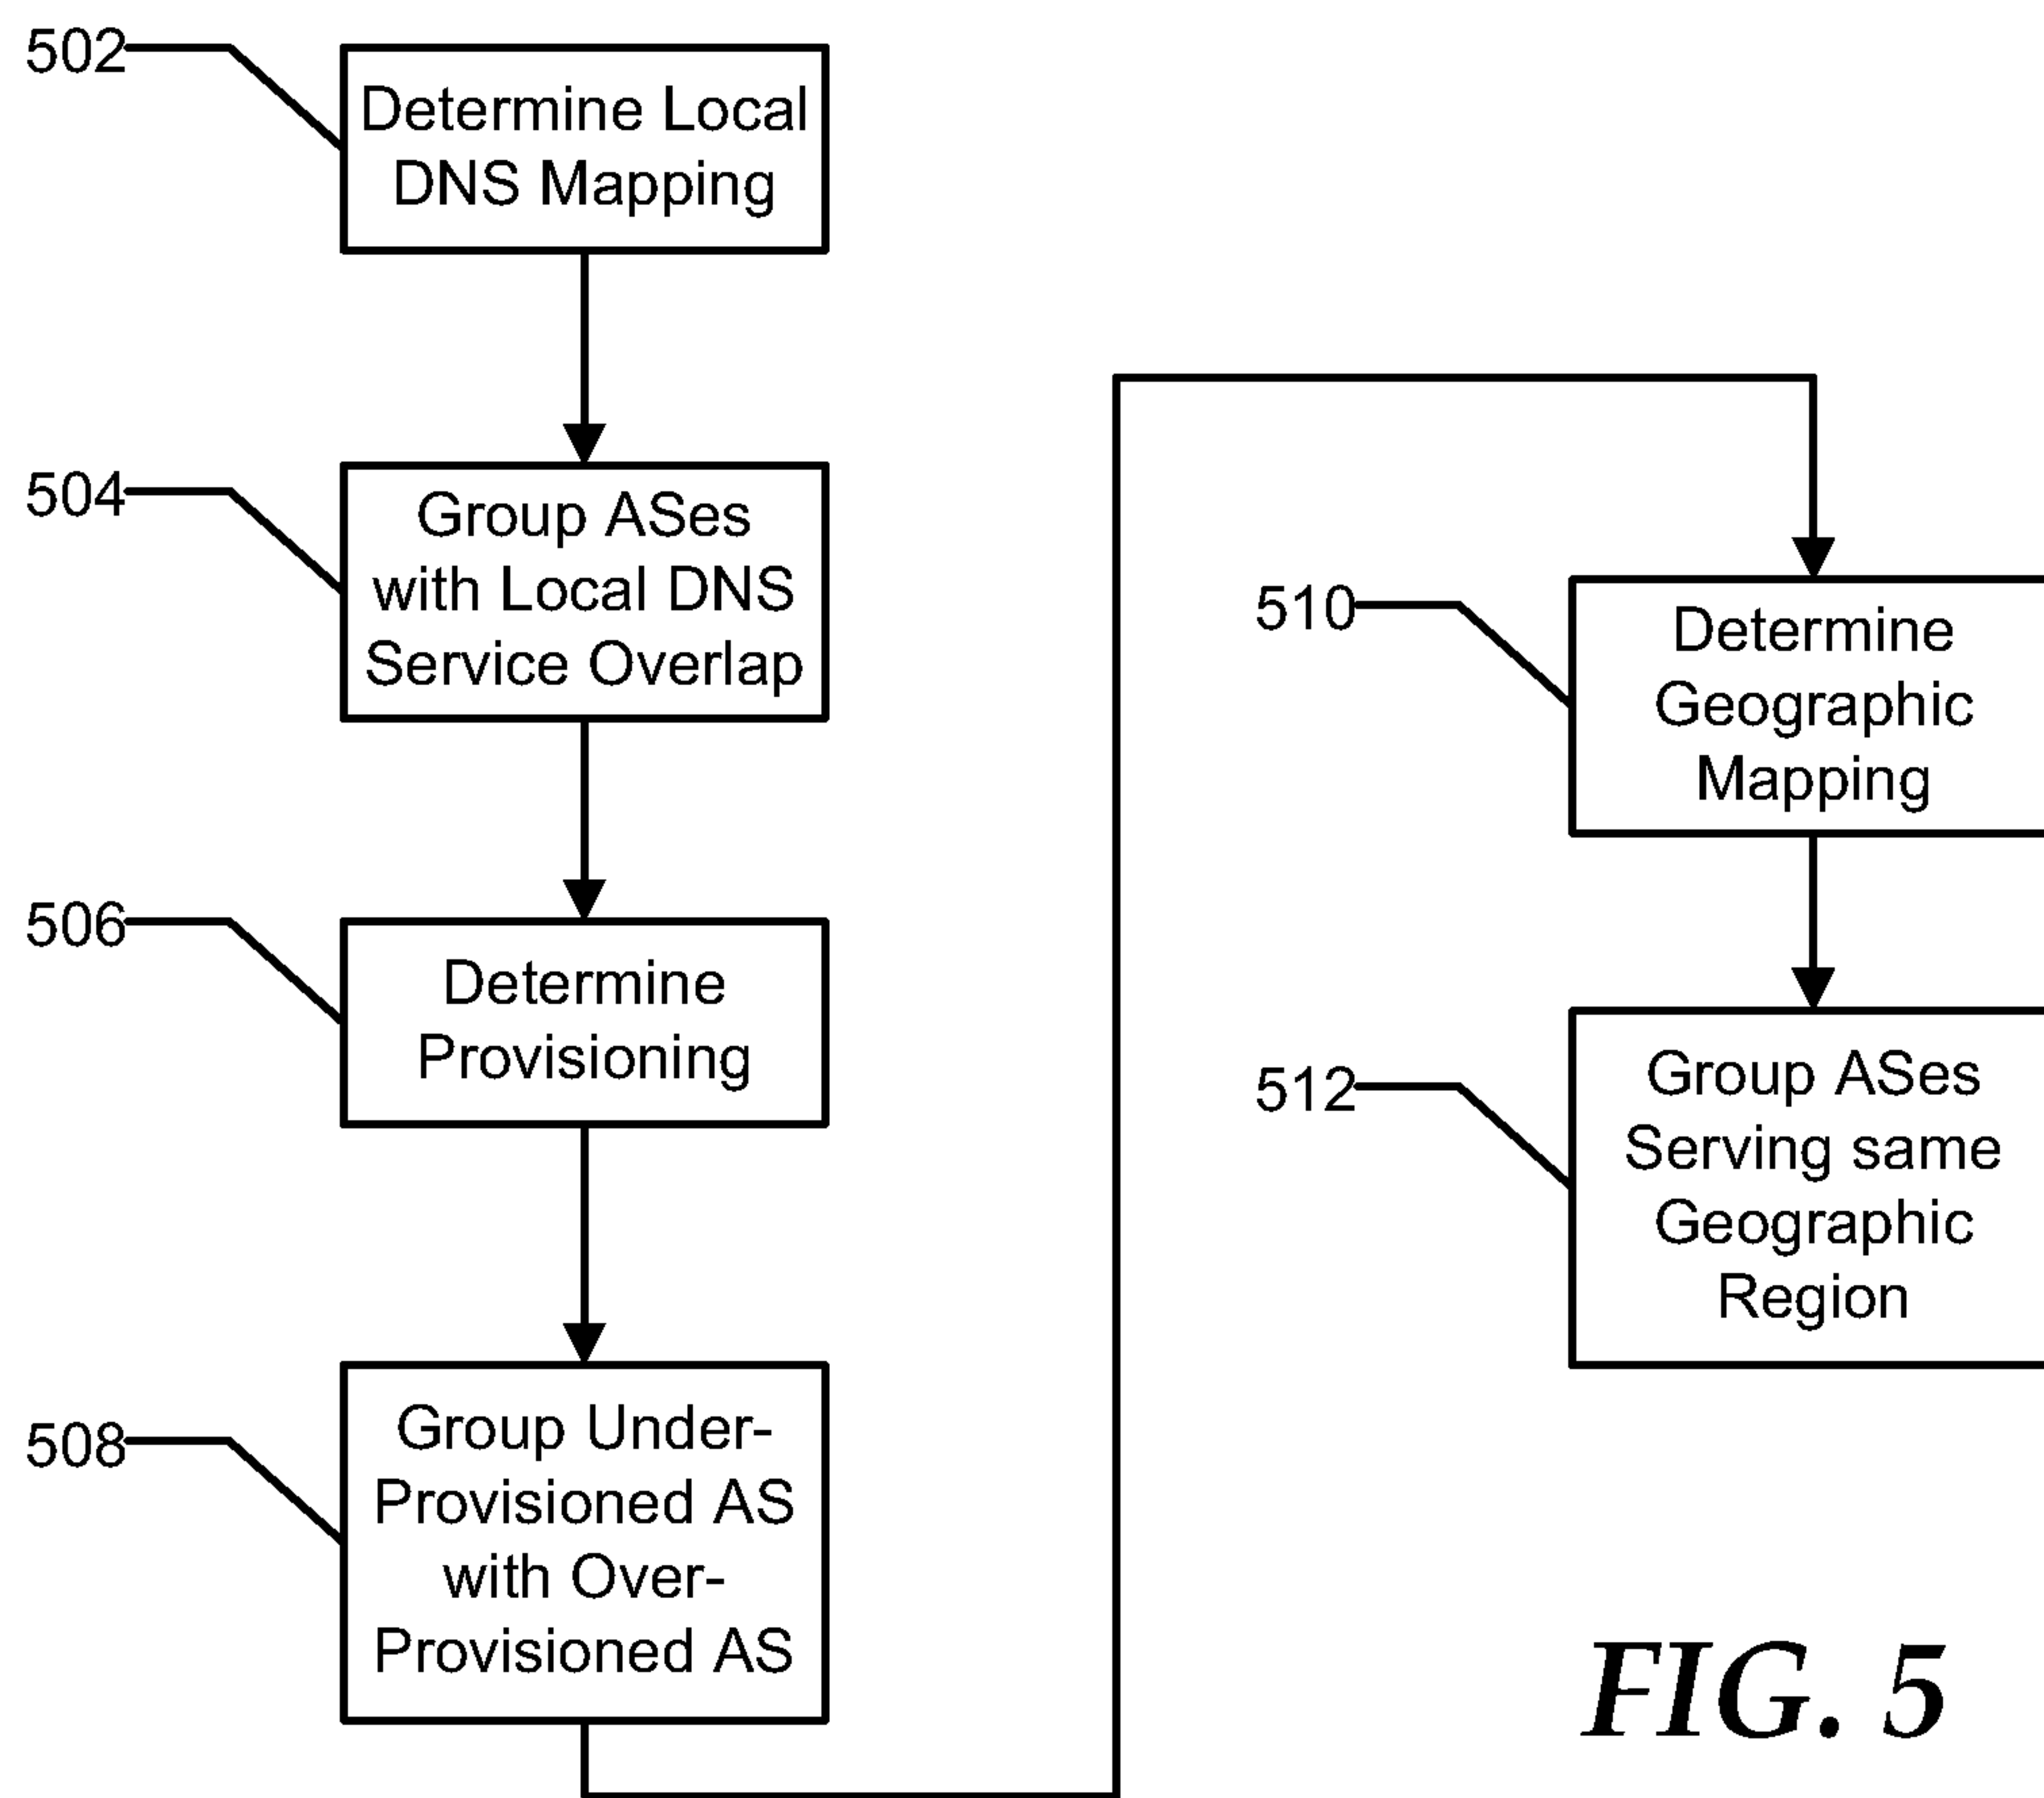 502
Determine Local
DNS Mapping
504
Group ASes
with Local DNS
Service Overlap
506
Determine
Provisioning
508
Group Under-
Provisioned AS
with Over-
Provisioned AS
510
Determine
Geographic
Mapping
512
Group ASes
Serving same
Geographic
Region
FIG. 5